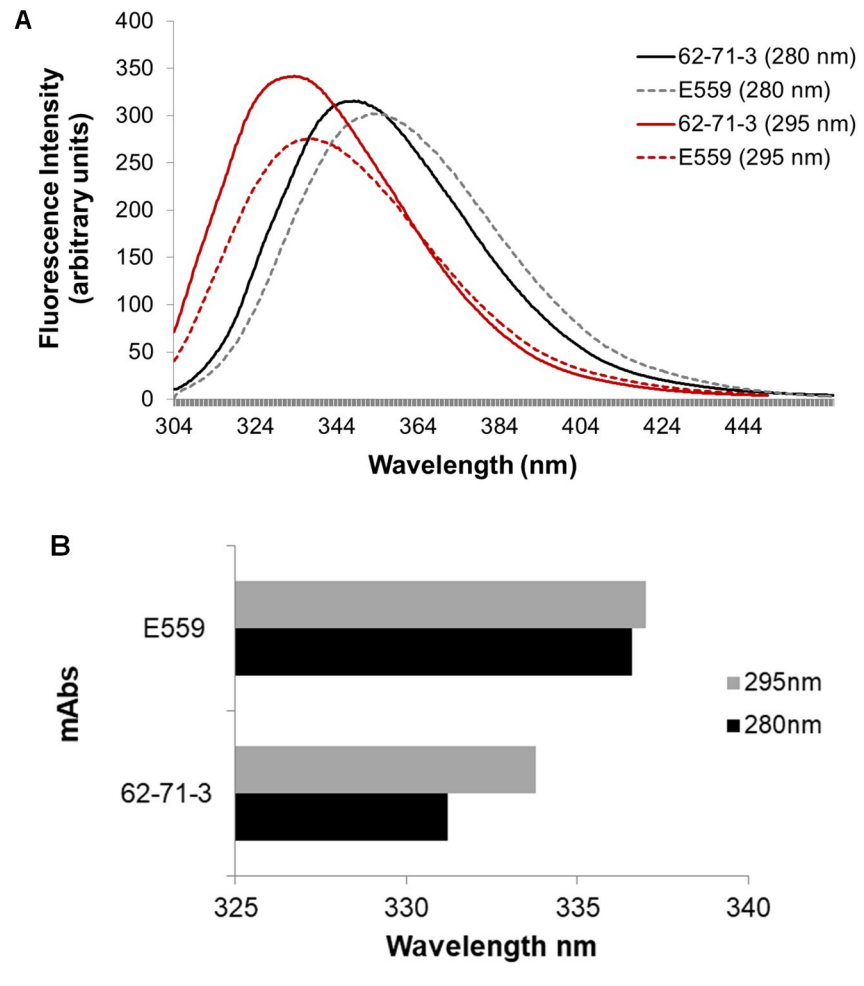 A
Fluorescence Intensity
(arbitrary units)
400
350
300
250
200
150
100
50
0
304 324 344 364 384 404 424 444
Wavelength (nm)
62-71-3 (280 nm)
E559 (280 nm)
62-71-3 (295 nm)
E559 (295 nm)
B
mAbs
E559
62-71-3
325 330 335 340
Wavelength nm
295nm
280nm